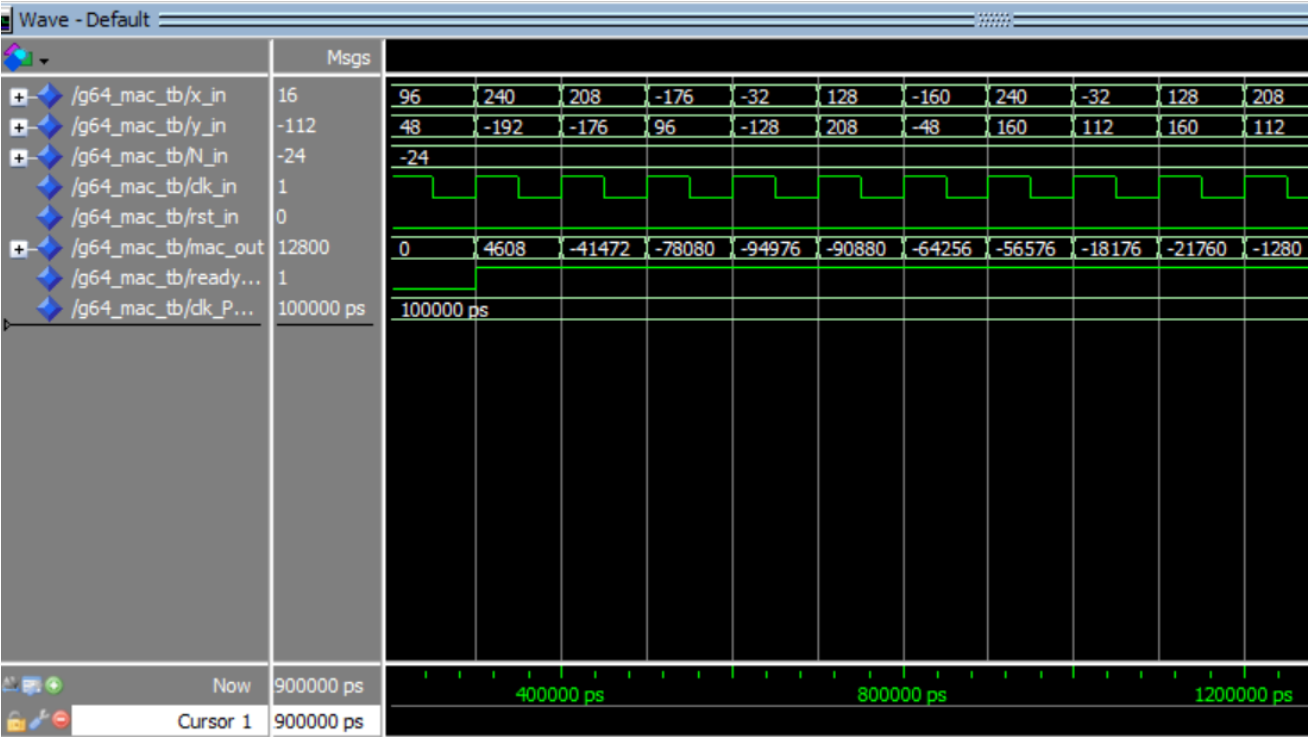 Wave - Default
Msgs
/g64_mac_tb/x_in 16 96 240 208 -176 -32 128 -160 240 -32 128 208
/g64_mac_tb/y_in -112 48 -192 -176 96 -128 208 -48 160 112 160 112
/g64_mac_tb/N_in -24 -24
/g64_mac_tb/clk_in 1
/g64_mac_tb/rst_in 0
/g64_mac_tb/mac_out 12800 0 4608 -41472 -78080 -94976 -90880 -64256 -56576 -18176 -21760 -1280
/g64_mac_tb/ready... 1
/g64_mac_tb/clk_P... 100000 ps 100000 ps
Now 900000 ps 400000 ps 800000 ps 1200000 ps
Cursor 1 900000 ps